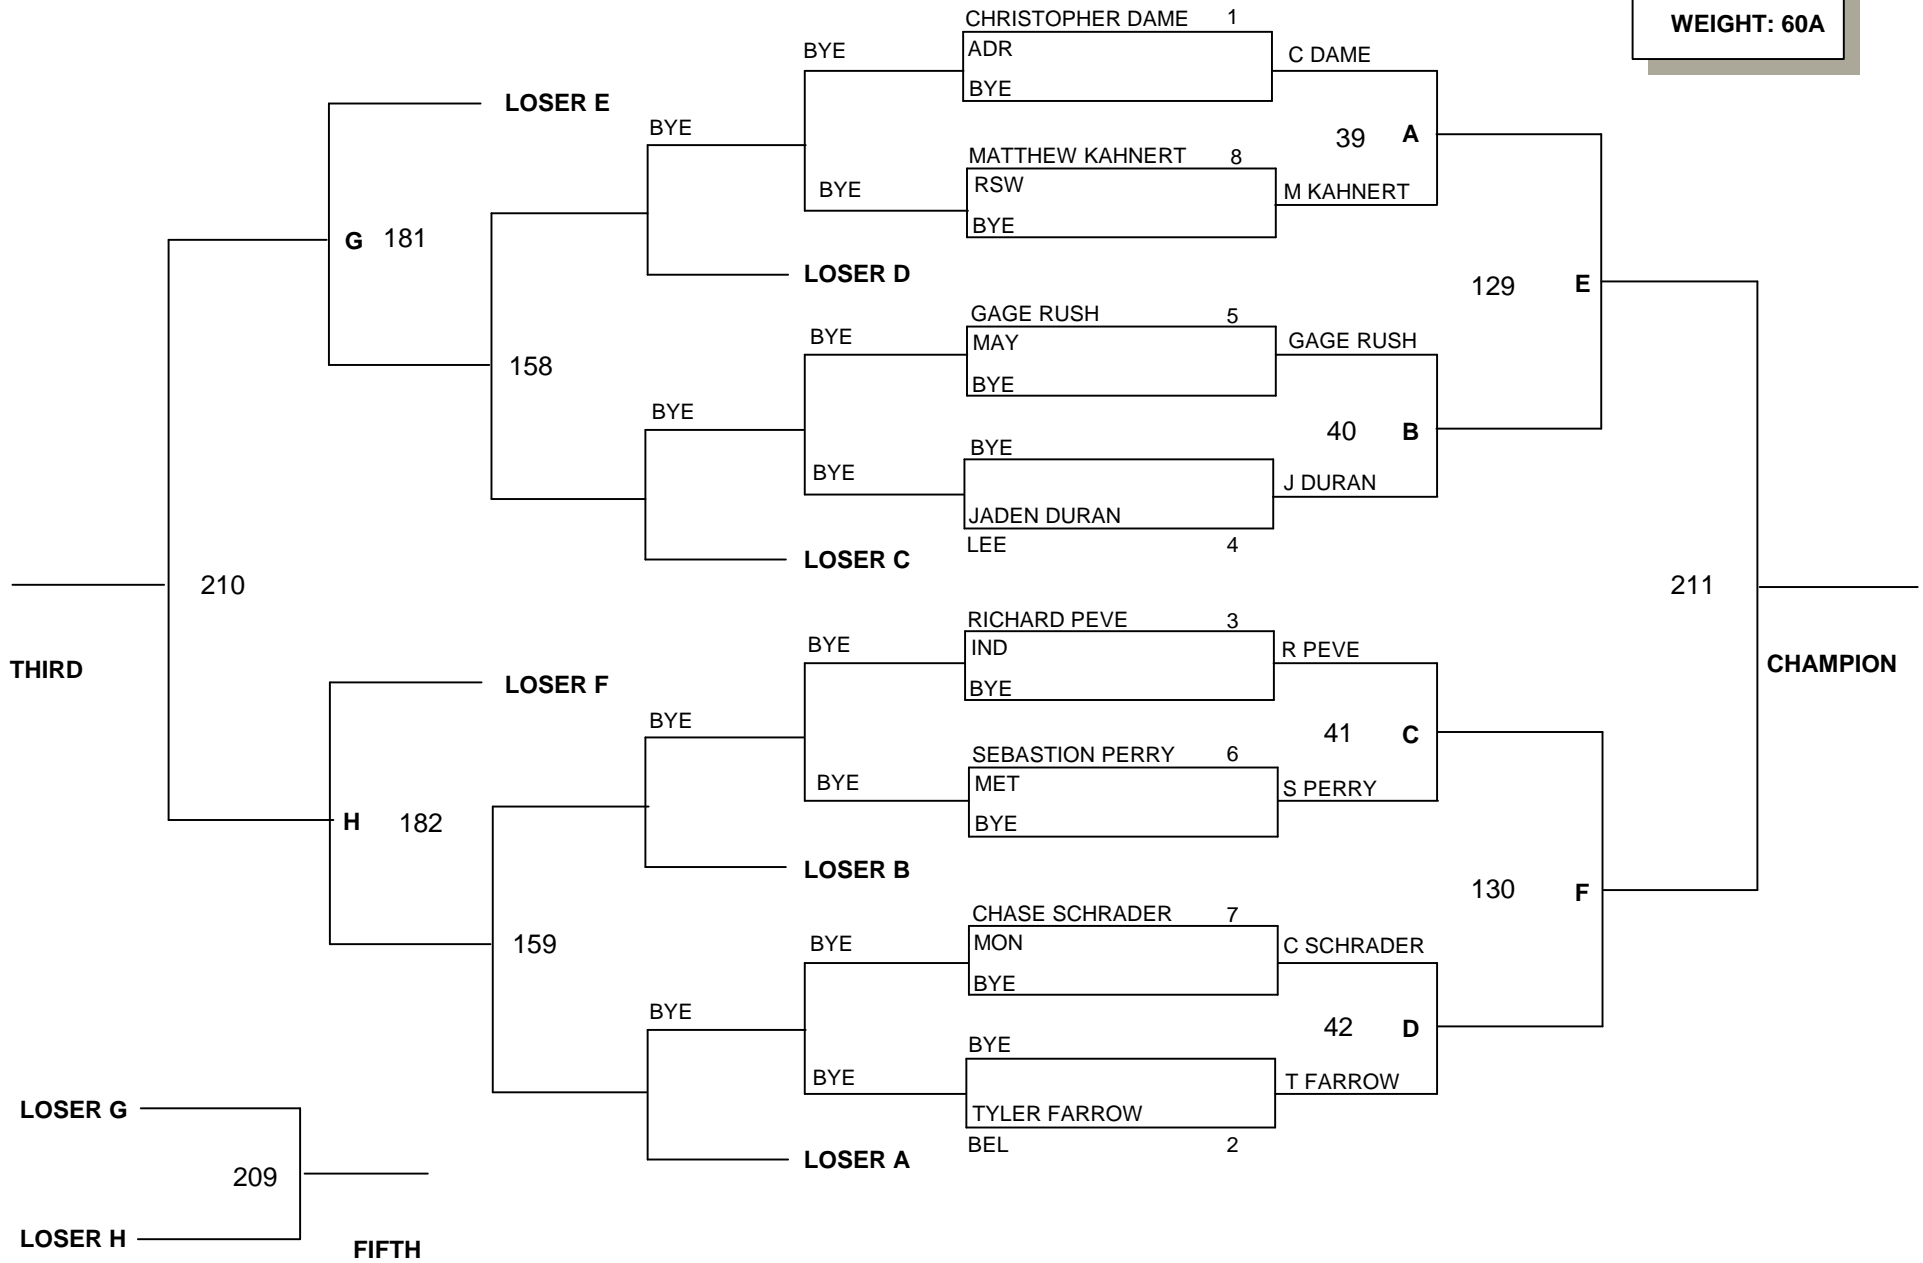 WEIGHT: 60A
CHRISTOPHER DAME 1
BYE
ADR
C DAME
BYE
LOSER E
BYE
39 A
MATTHEW KAHNERT 8
BYE
RSW
M KAHNERT
BYE
G 181
LOSER D
129 E
GAGE RUSH 5
BYE
MAY
GAGE RUSH
158
BYE
BYE
40 B
BYE
BYE
J DURAN
JADEN DURAN
LEE 4
LOSER C
210
211
RICHARD PEVE 3
BYE
IND
R PEVE
THIRD
CHAMPION
LOSER F
BYE
BYE
41 C
SEBASTION PERRY 6
BYE
MET
S PERRY
H 182
BYE
LOSER B
130 F
CHASE SCHRADER 7
159
BYE
MON
C SCHRADER
BYE
BYE
42 D
BYE
BYE
T FARROW
LOSER G
TYLER FARROW
BEL 2
LOSER A
209
LOSER H
FIFTH